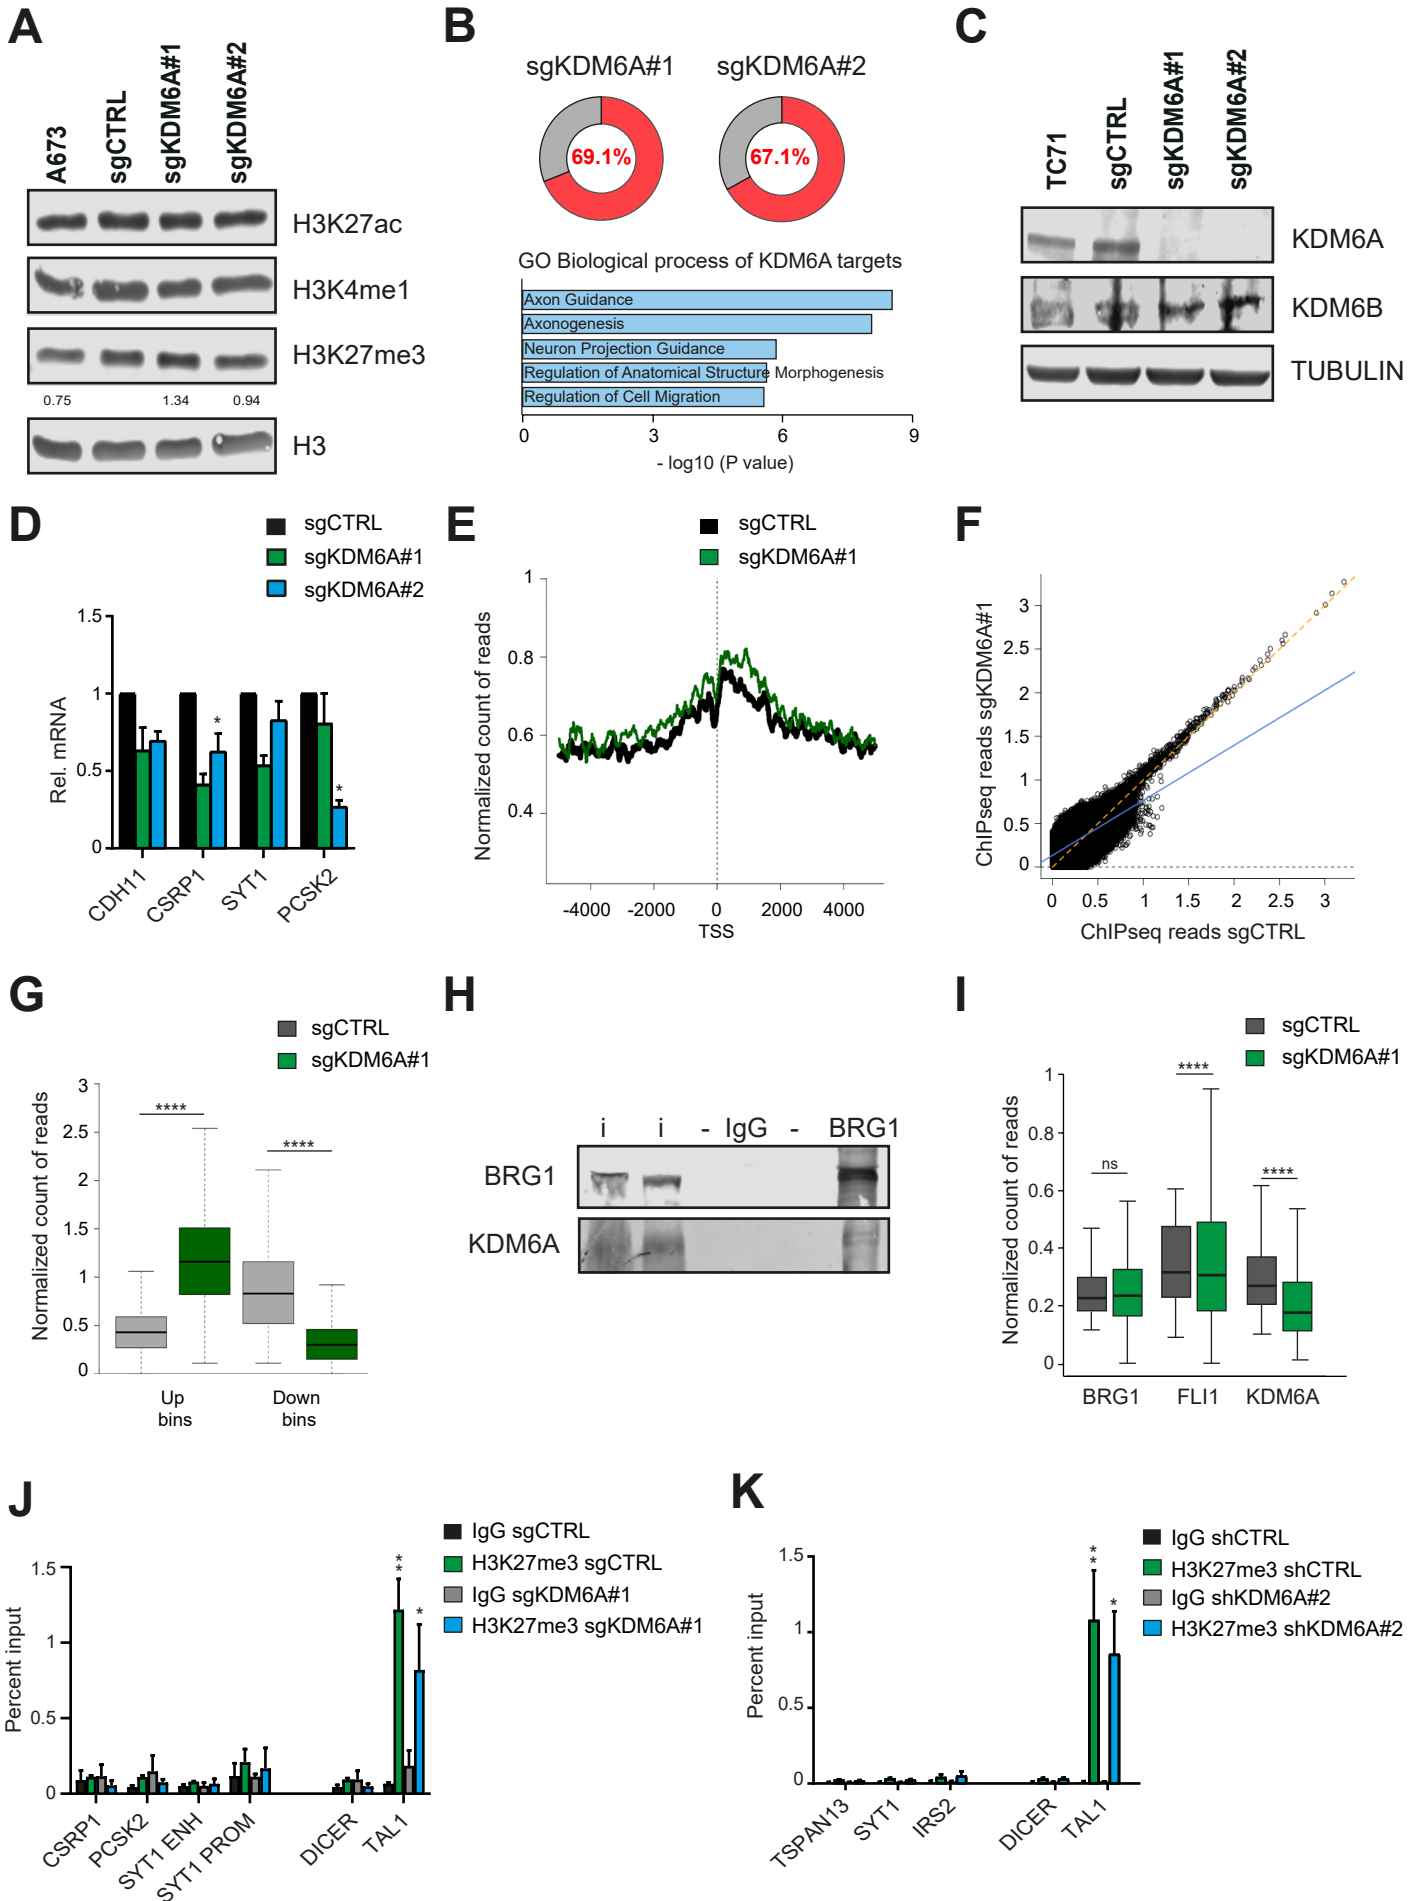 A
A673
sgCTRL
sgKDM6A#1
sgKDM6A#2
H3K27ac
H3K4me1
H3K27me3
0.75 1.34 0.94
H3
B
sgKDM6A#1 sgKDM6A#2
69.1% 67.1%
GO Biological process of KDM6A targets
Axon Guidance
Axonogenesis
Neuron Projection Guidance
Regulation of Anatomical Structure Morphogenesis
Regulation of Cell Migration
0 3 6 9
- log10 (P value)
C
TC71
sgCTRL
sgKDM6A#1
sgKDM6A#2
KDM6A
KDM6B
TUBULIN
D
sgCTRL
sgKDM6A#1
sgKDM6A#2
Rel. mRNA
1.5
1
0.5
0
*
*
CDH11
CSRP1
SYT1
PCSK2
E
sgCTRL
sgKDM6A#1
Normalized count of reads
1
0.8
0.6
0.4
-4000 -2000 0 2000 4000
TSS
F
ChIPseq reads sgKDM6A#1
3
2.5
2
1.5
1
0.5
0
0 0.5 1 1.5 2 2.5 3
ChIPseq reads sgCTRL
G
sgCTRL
sgKDM6A#1
Normalized count of reads
3
2.5
2
1.5
1
0.5
0
****
****
Up bins
Down bins
H
i i - IgG - BRG1
BRG1
KDM6A
I
sgCTRL
sgKDM6A#1
Normalized count of reads
1
0.8
0.6
0.4
0.2
0
ns
****
****
BRG1 FLI1 KDM6A
J
IgG sgCTRL
H3K27me3 sgCTRL
IgG sgKDM6A#1
H3K27me3 sgKDM6A#1
Percent input
1.5
1
0.5
0
**
*
CSRP1
PCSK2
SYT1 ENH
SYT1 PROM
DICER
TAL1
K
IgG shCTRL
H3K27me3 shCTRL
IgG shKDM6A#2
H3K27me3 shKDM6A#2
Percent input
1.5
1
0.5
0
**
*
TSPAN13
SYT1
IRS2
DICER
TAL1